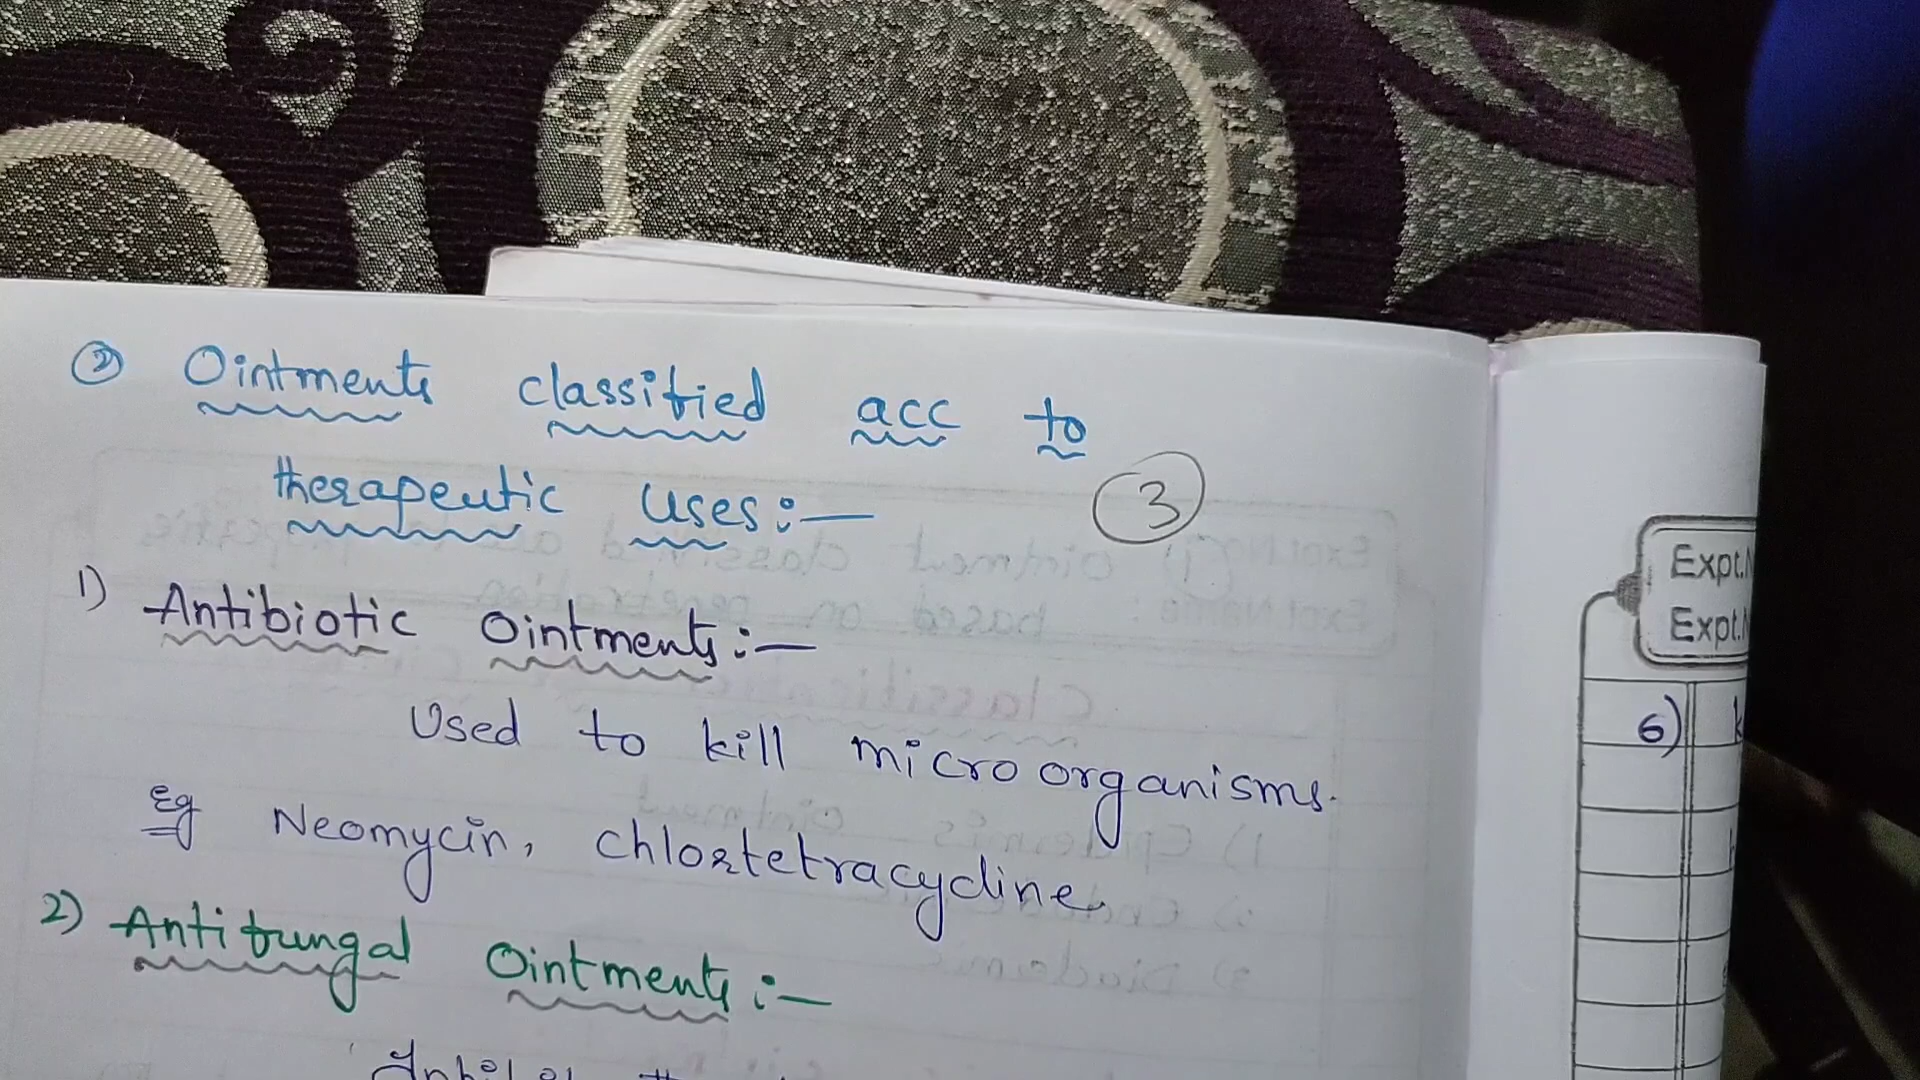 ② Ointments classified acc to
therapeutic uses:—
3
1) Antibiotic Ointments:—
Used to kill micro organisms.
Eg Neomycin, chlortetracycline.
2) Antifungal Ointments:—
Expt.N
Expt.N
6)